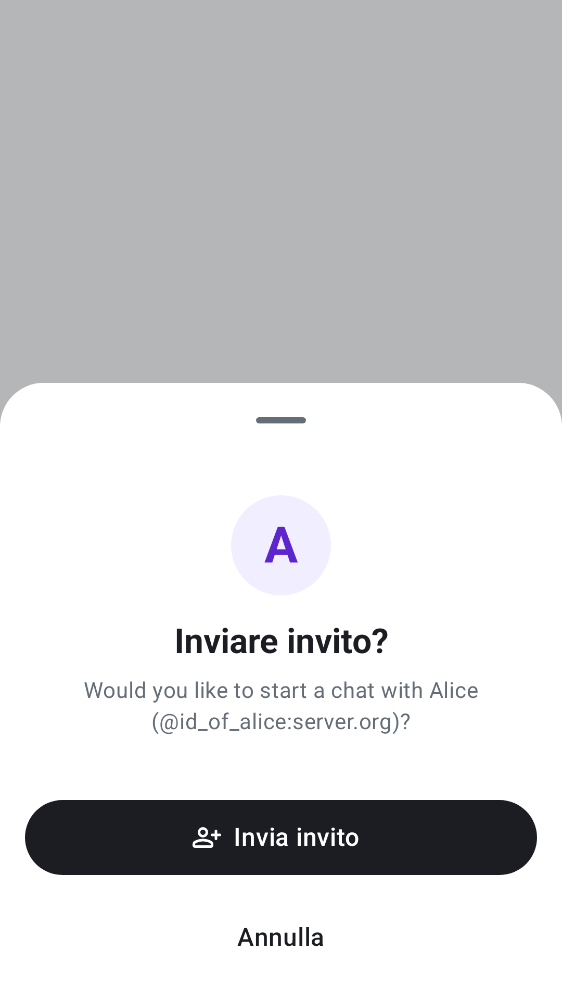 A
Inviare invito?
Would you like to start a chat with Alice
(@id_of_alice:server.org)?
Invia invito
Annulla